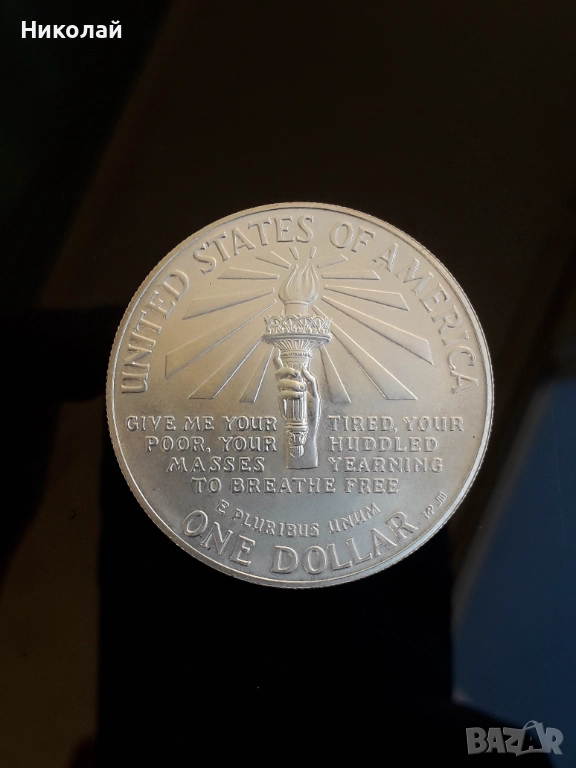 Николай
UNITED STATES OF AMERICA
GIVE ME YOUR TIRED, YOUR
POOR, YOUR HUDDLED
MASSES YEARNING
TO BREATHE FREE
E PLURIBUS UNUM
ONE DOLLAR
BAZAR